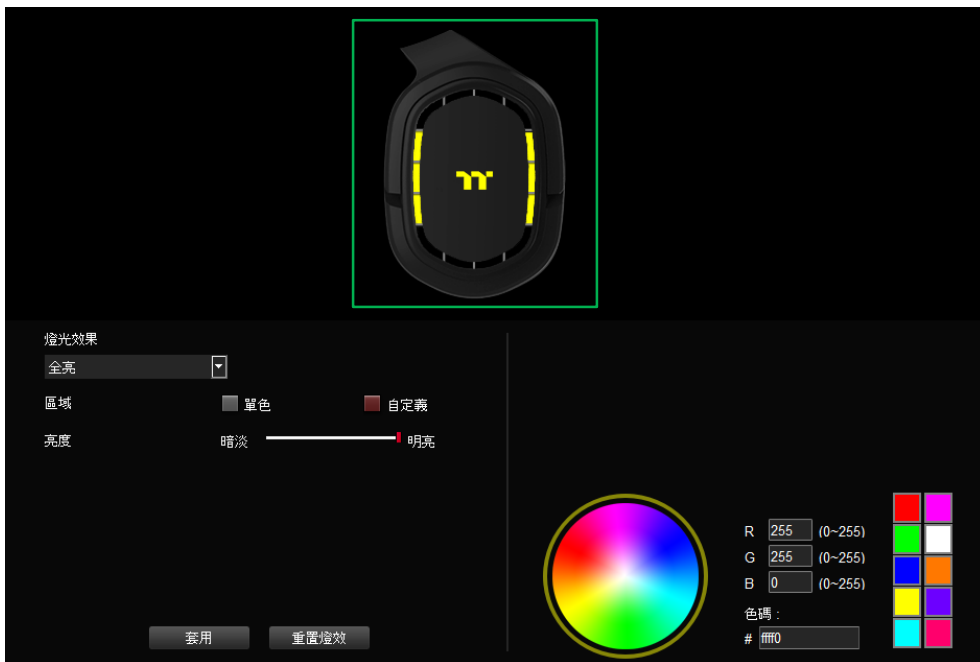 燈光效果
全亮
區域 單色 自定義
亮度 暗淡 明亮
R 255 (0~255)
G 255 (0~255)
B 0 (0~255)
色碼 :
# ffff0
套用 重置燈效